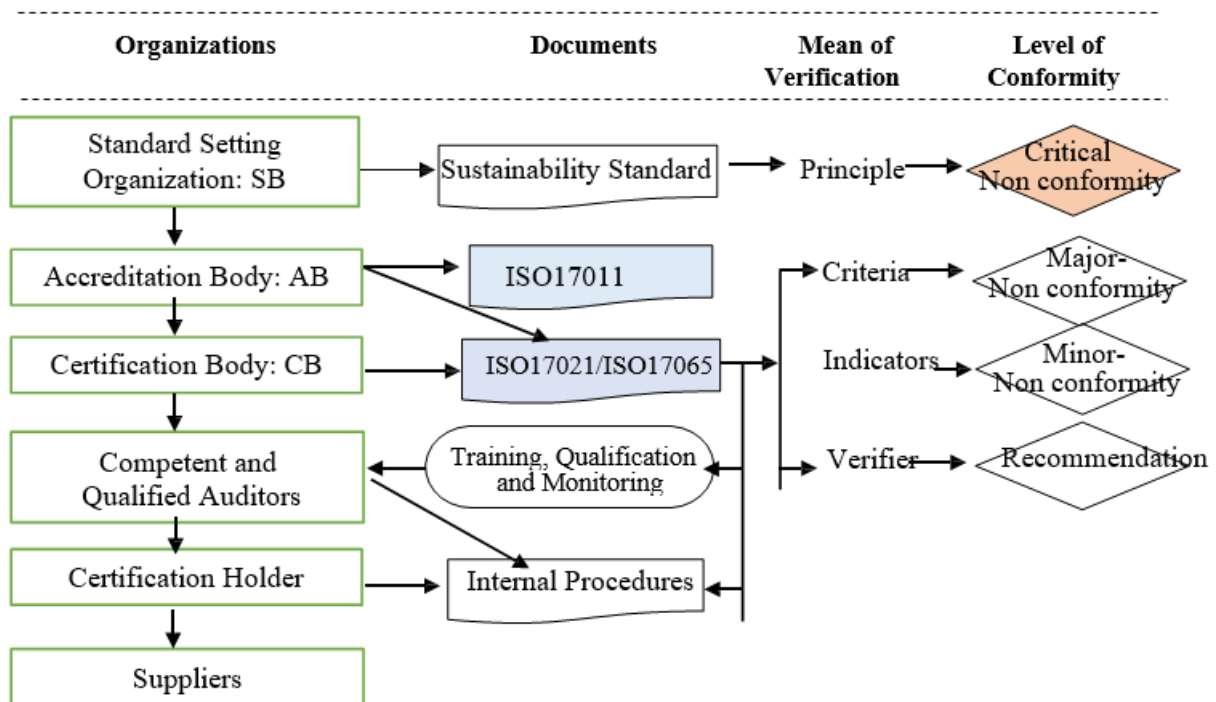 Organizations
Documents
Mean of
Verification
Level of
Conformity
Standard Setting
Organization: SB
Sustainability Standard
Principle
Critical
Non conformity
Accreditation Body: AB
ISO17011
Criteria
Major-
Non conformity
Certification Body: CB
ISO17021/ISO17065
Indicators
Minor-
Non conformity
Competent and
Qualified Auditors
Training, Qualification
and Monitoring
Verifier
Recommendation
Certification Holder
Internal Procedures
Suppliers